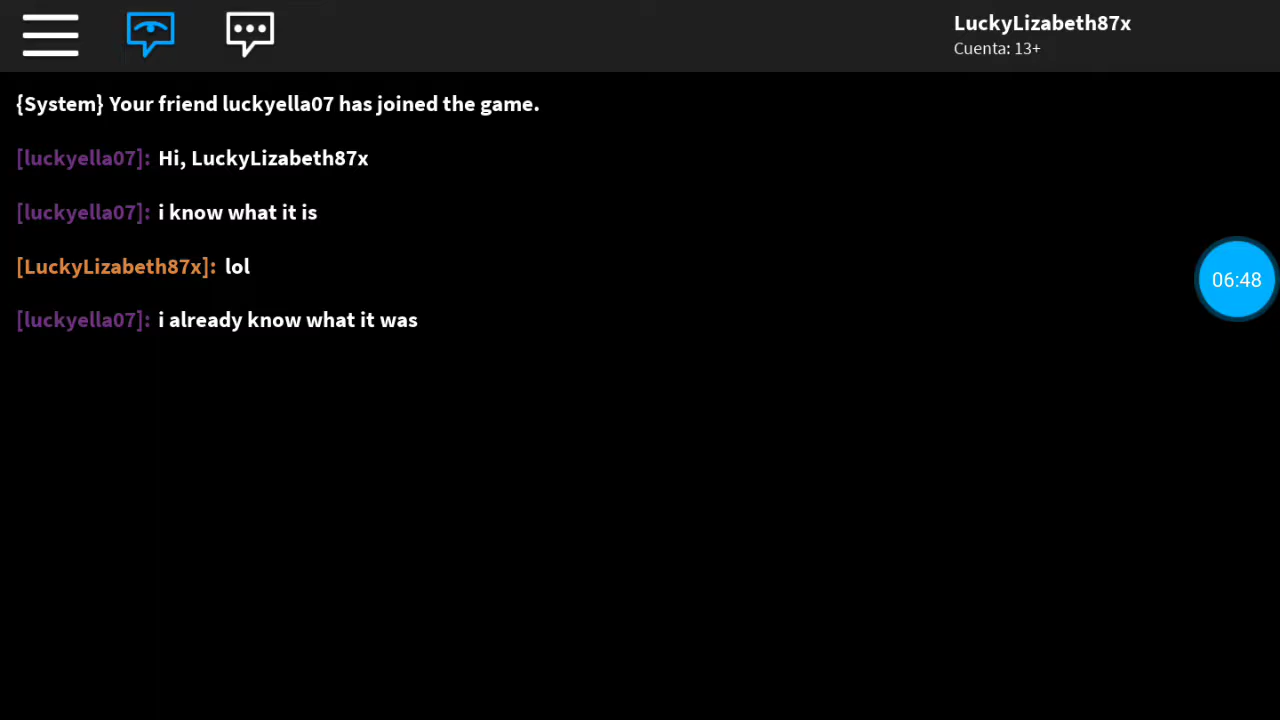 LuckyLizabeth87x
Cuenta: 13+
{System} Your friend luckyella07 has joined the game.
[luckyella07]: Hi, LuckyLizabeth87x
[luckyella07]: i know what it is
06:48
[LuckyLizabeth87x]: lol
[luckyella07]: i already know what it was